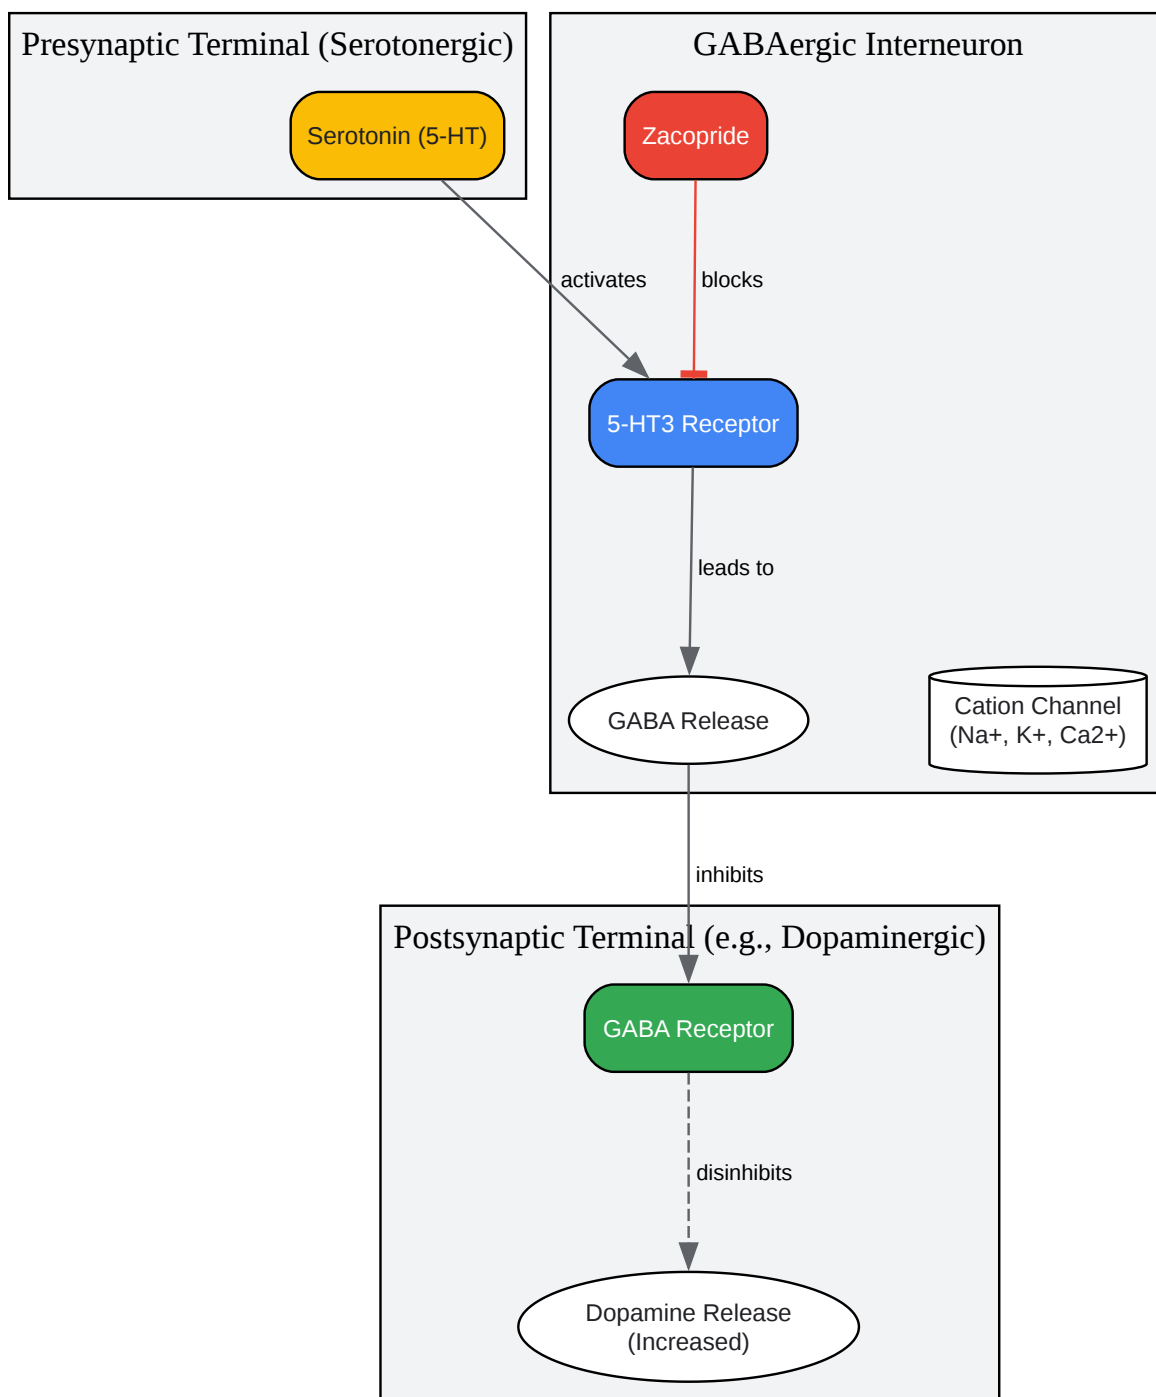 Presynaptic Terminal (Serotonergic)
GABAergic Interneuron
Serotonin (5-HT)
Zacopride
activates
blocks
5-HT3 Receptor
leads to
GABA Release
Cation Channel
(Na+, K+, Ca2+)
inhibits
Postsynaptic Terminal (e.g., Dopaminergic)
GABA Receptor
disinhibits
Dopamine Release
(Increased)